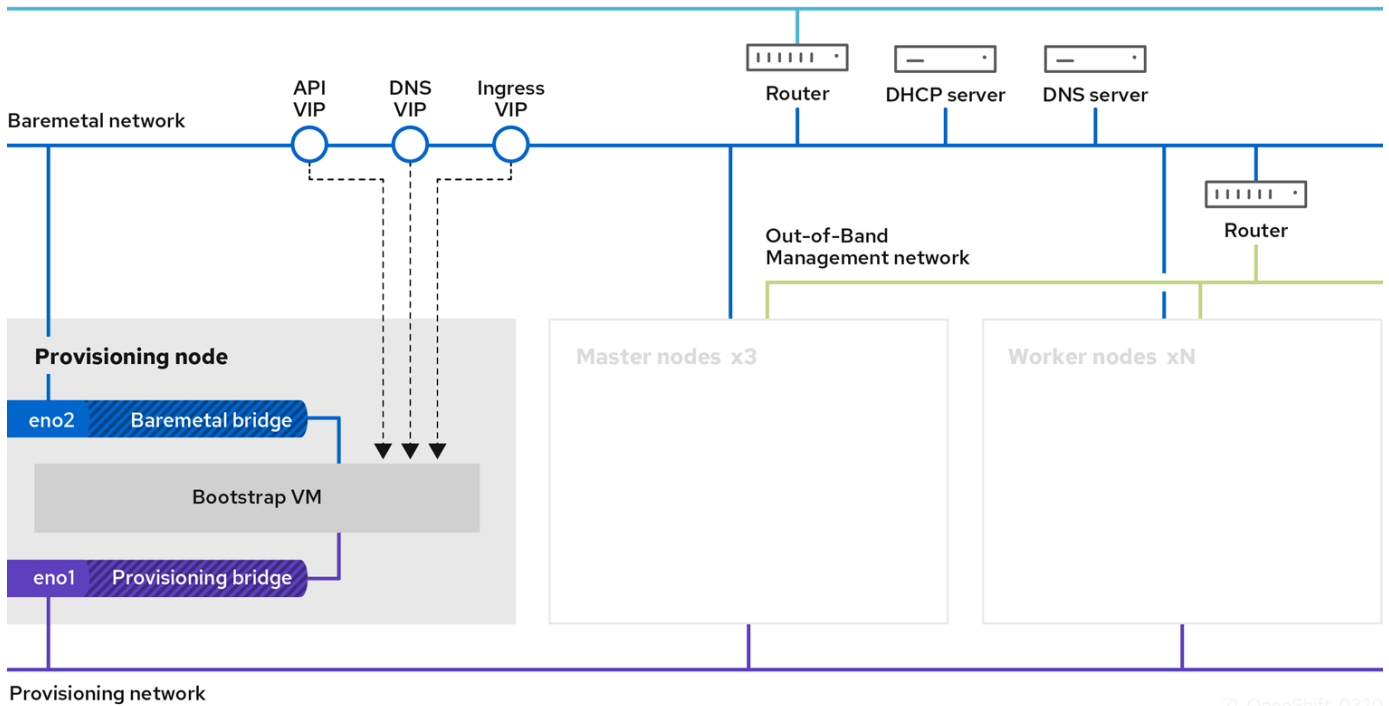 API
VIP
DNS
VIP
Ingress
VIP
Router
DHCP server
DNS server
Baremetal network
Router
Out-of-Band
Management network
Provisioning node
Master nodes x3
Worker nodes xN
eno2
Baremetal bridge
Bootstrap VM
eno1
Provisioning bridge
Provisioning network
OpenShift